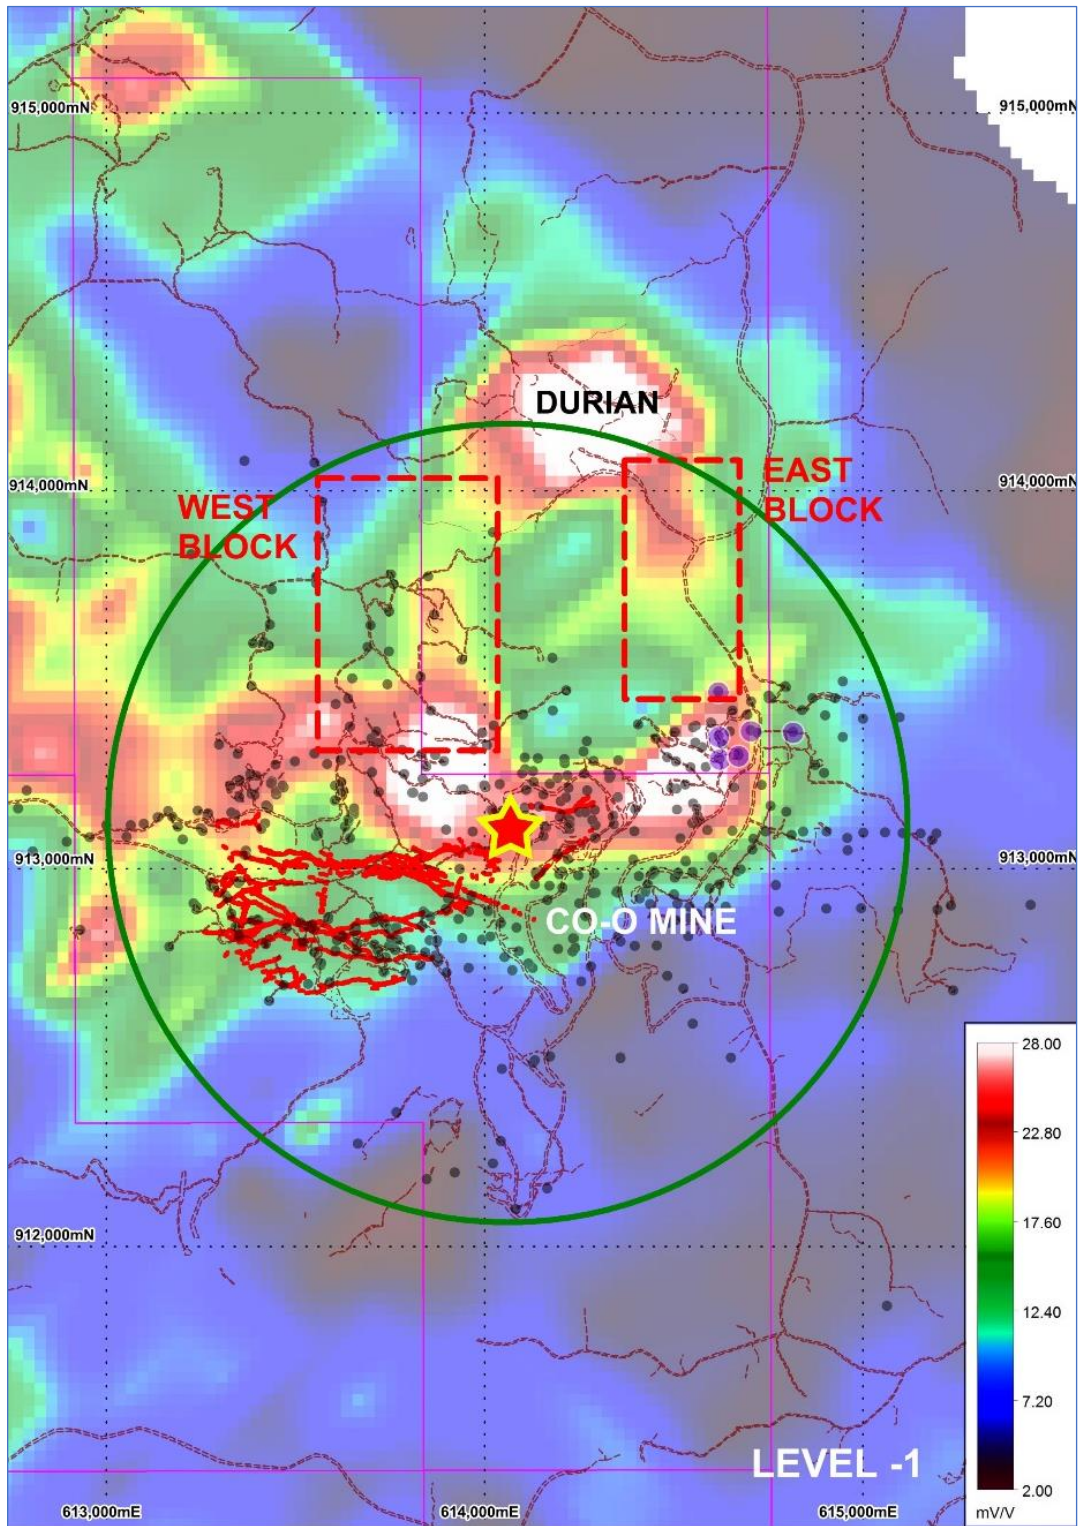 915,000mN
915,000mN
DURIAN
914,000mN
914,000mN
WEST
BLOCK
EAST
BLOCK
913,000mN
913,000mN
CO-O MINE
912,000mN
28.00
22.80
17.60
12.40
7.20
2.00
mV/V
LEVEL -1
613,000mE
614,000mE
615,000mE